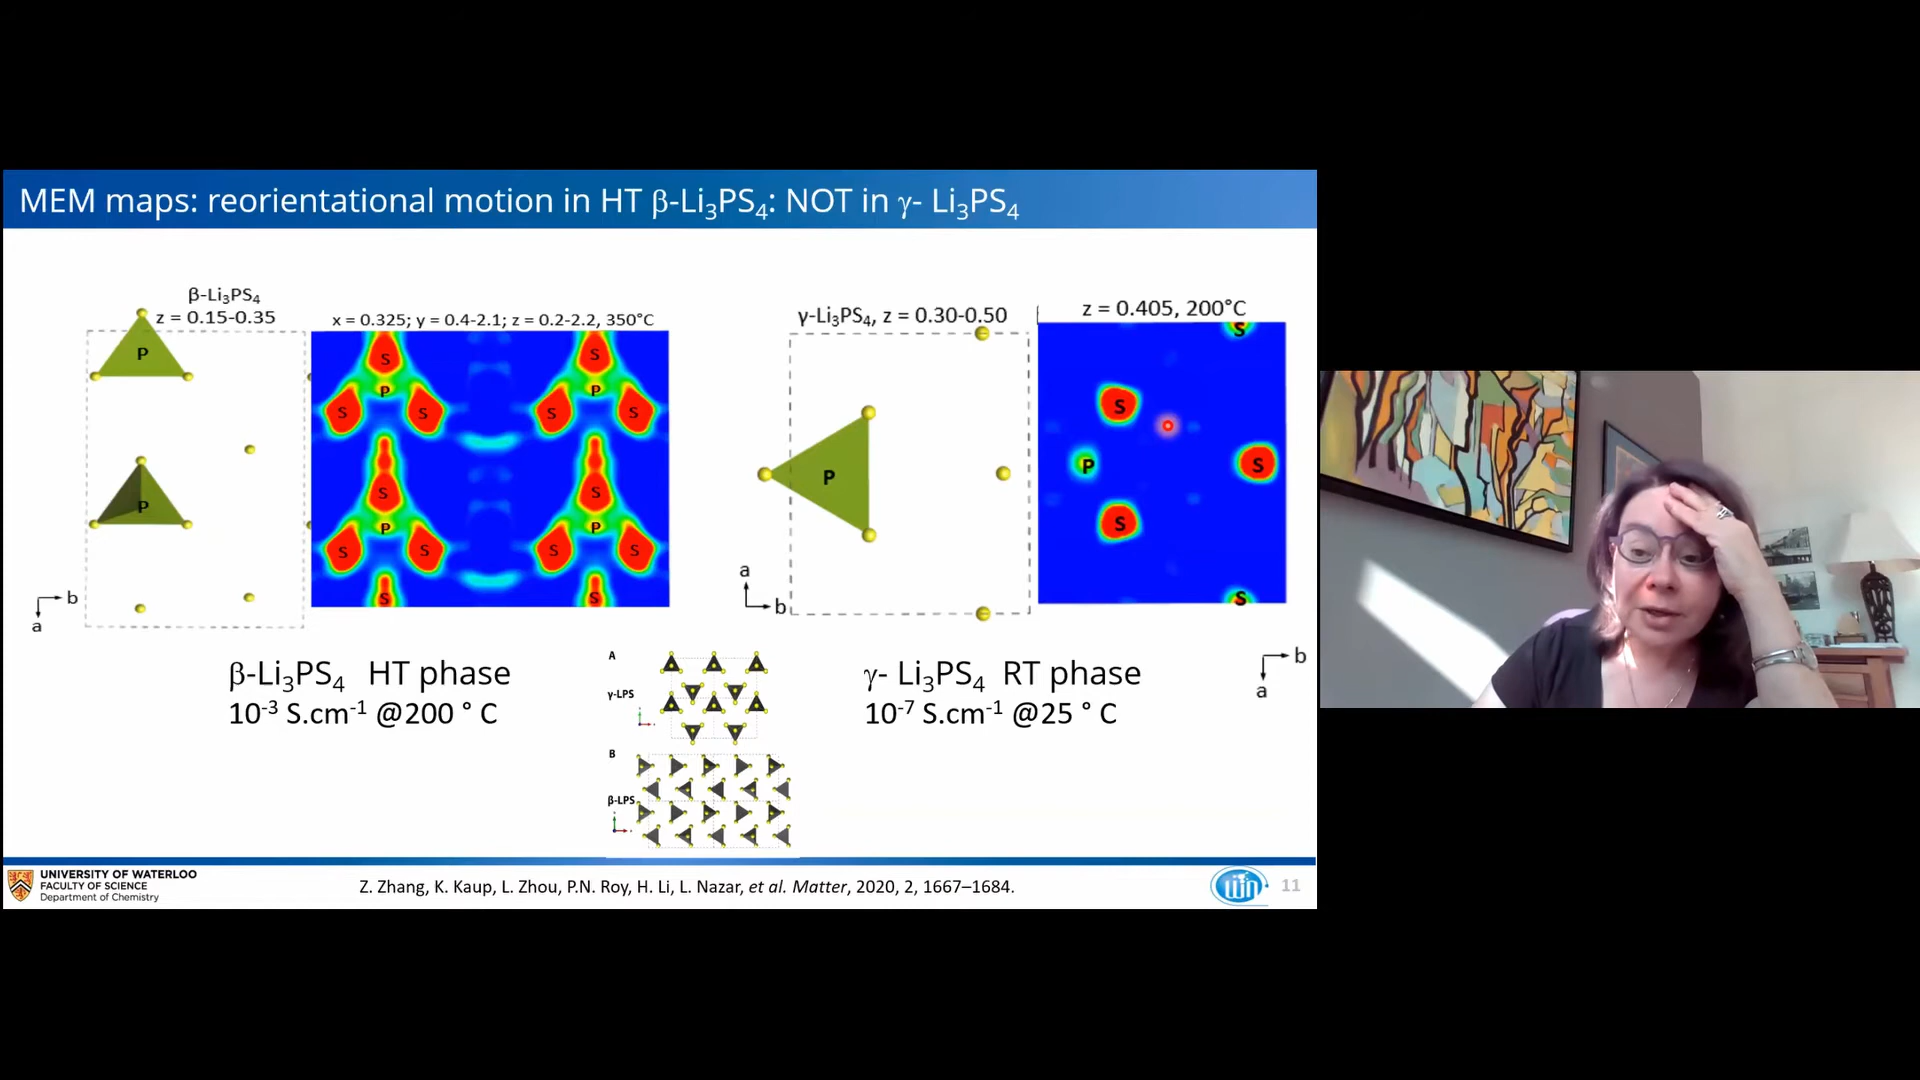 MEM maps: reorientational motion in HT β-Li₃PS₄: NOT in γ- Li₃PS₄
β-Li₃PS₄
z = 0.15-0.35
P
P
b
a
x = 0.325; y = 0.4-2.1; z = 0.2-2.2, 350°C
S S
P P
S S S S
S S
P P
S S S S
S S
γ-Li₃PS₄, z = 0.30-0.50
P
a
b
z = 0.405, 200°C
S
S
P S
S
S
b
a
β-Li₃PS₄ HT phase
10⁻³ S.cm⁻¹ @200 ° C
A
γ-LPS
B
β-LPS
γ- Li₃PS₄ RT phase
10⁻⁷ S.cm⁻¹ @25 ° C
UNIVERSITY OF WATERLOO
FACULTY OF SCIENCE
Department of Chemistry
Z. Zhang, K. Kaup, L. Zhou, P.N. Roy, H. Li, L. Nazar, et al. Matter, 2020, 2, 1667–1684.
11